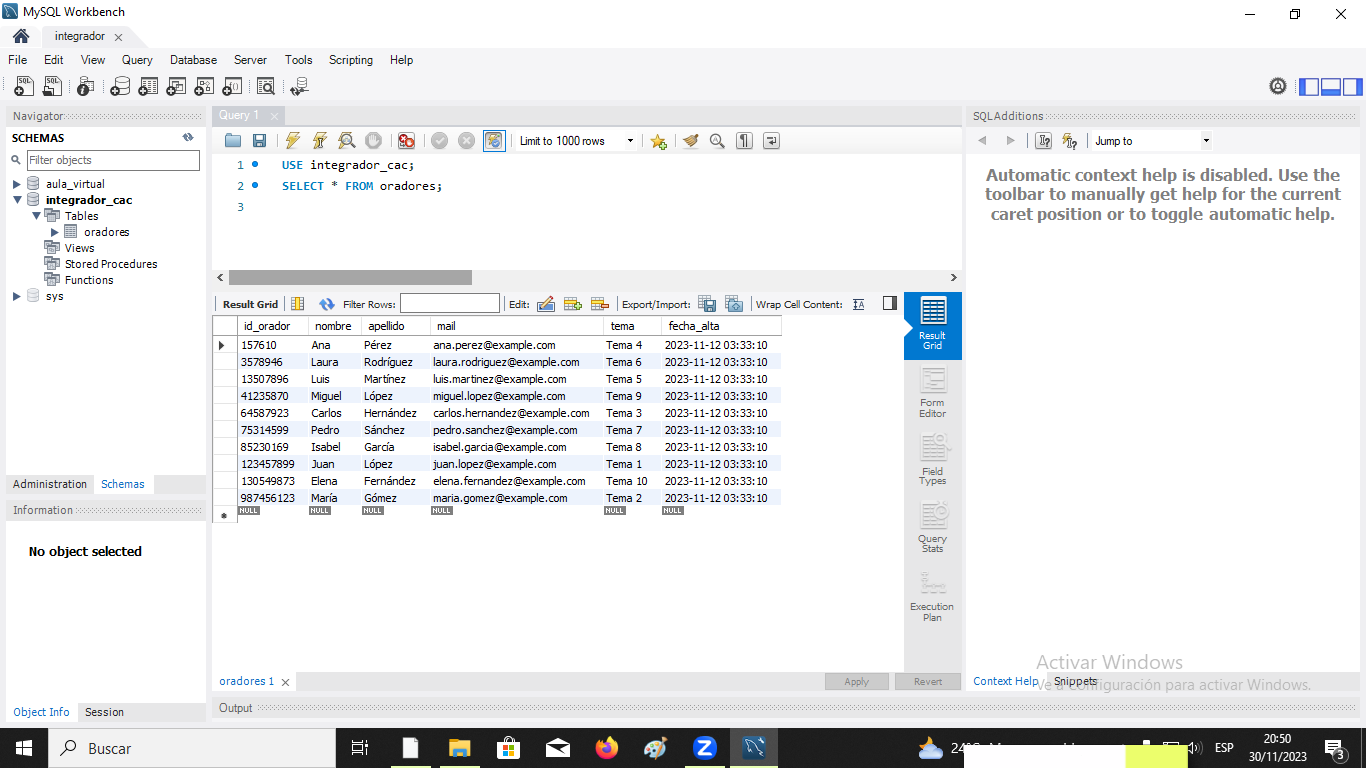 MySQL Workbench
integrador
File Edit View Query Database Server Tools Scripting Help
Navigator
SCHEMAS
Filter objects
aula_virtual
integrador_cac
Tables
oradores
Views
Stored Procedures
Functions
sys
Administration Schemas
Information
No object selected
Object Info Session
Query 1
Limit to 1000 rows
1 USE integrador_cac;
2 SELECT * FROM oradores;
3
Result Grid Filter Rows: Edit: Export/Import: Wrap Cell Content:
id_orador nombre apellido mail tema fecha_alta
157610 Ana Pérez ana.perez@example.com Tema 4 2023-11-12 03:33:10
3578946 Laura Rodríguez laura.rodriguez@example.com Tema 6 2023-11-12 03:33:10
13507896 Luis Martínez luis.martinez@example.com Tema 5 2023-11-12 03:33:10
41235870 Miguel López miguel.lopez@example.com Tema 9 2023-11-12 03:33:10
64587923 Carlos Hernández carlos.hernandez@example.com Tema 3 2023-11-12 03:33:10
75314599 Pedro Sánchez pedro.sanchez@example.com Tema 7 2023-11-12 03:33:10
85230169 Isabel García isabel.garcia@example.com Tema 8 2023-11-12 03:33:10
123457899 Juan López juan.lopez@example.com Tema 1 2023-11-12 03:33:10
130549873 Elena Fernández elena.fernandez@example.com Tema 10 2023-11-12 03:33:10
987456123 María Gómez maria.gomez@example.com Tema 2 2023-11-12 03:33:10
NULL NULL NULL NULL NULL NULL
Result
Grid
Form
Editor
Field
Types
Query
Stats
Execution
Plan
oradores 1
Apply Revert
Output
SQLAdditions
Jump to
Automatic context help is disabled. Use the
toolbar to manually get help for the current
caret position or to toggle automatic help.
Activar Windows
Ve a Configuración para activar Windows.
Context Help Snippets
Buscar
ESP
20:50
30/11/2023
3